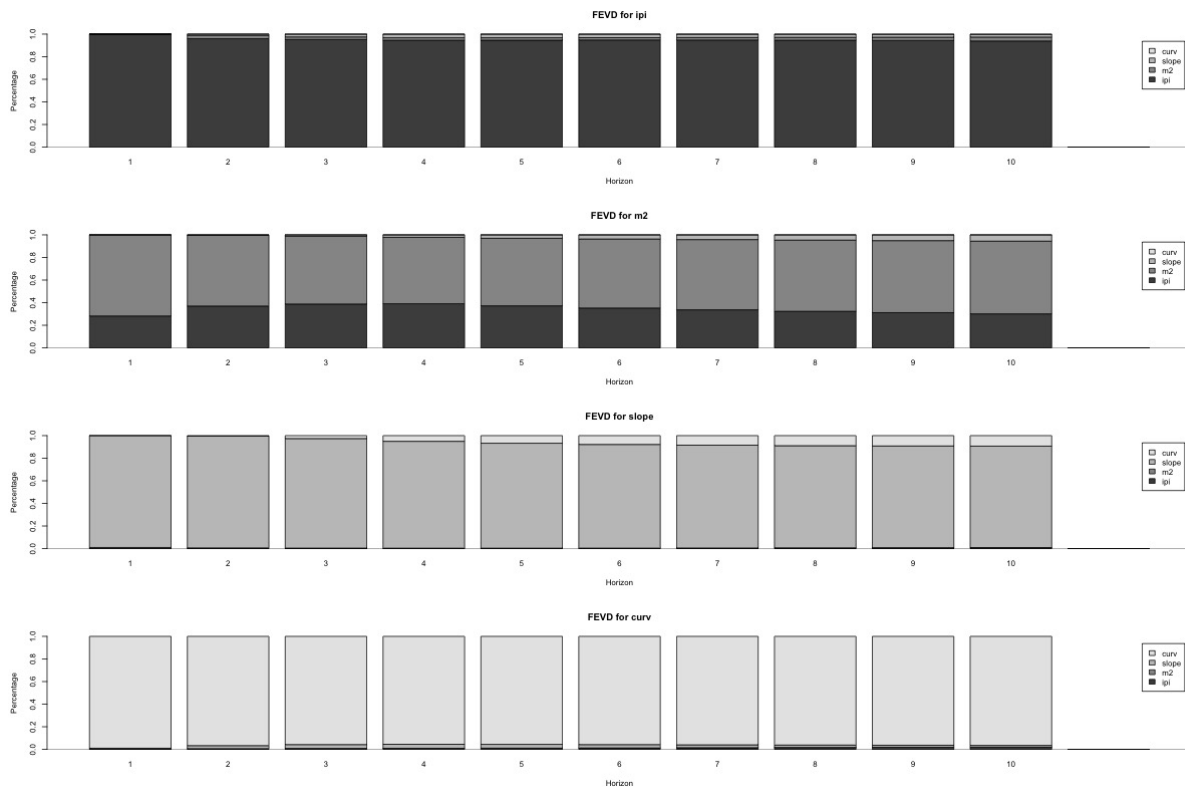 FEVD for ipi
Percentage
0.0 0.2 0.4 0.6 0.8 1.0
1 2 3 4 5 6 7 8 9 10
Horizon
curv
slope
m2
ipi
FEVD for m2
Percentage
0.0 0.2 0.4 0.6 0.8 1.0
1 2 3 4 5 6 7 8 9 10
Horizon
curv
slope
m2
ipi
FEVD for slope
Percentage
0.0 0.2 0.4 0.6 0.8 1.0
1 2 3 4 5 6 7 8 9 10
Horizon
curv
slope
m2
ipi
FEVD for curv
Percentage
0.0 0.2 0.4 0.6 0.8 1.0
1 2 3 4 5 6 7 8 9 10
Horizon
curv
slope
m2
ipi